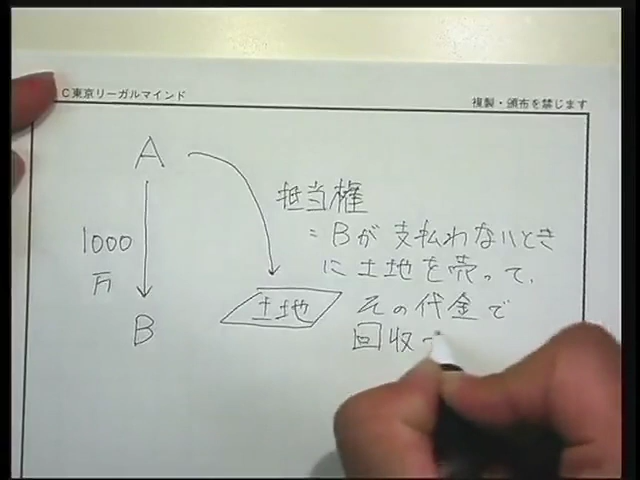 C東京リーガルマインド
複製・頒布を禁じます
A
1000
万
B
土地
抵当権
=Bが支払わないとき
に土地を売って、
その代金で
回収